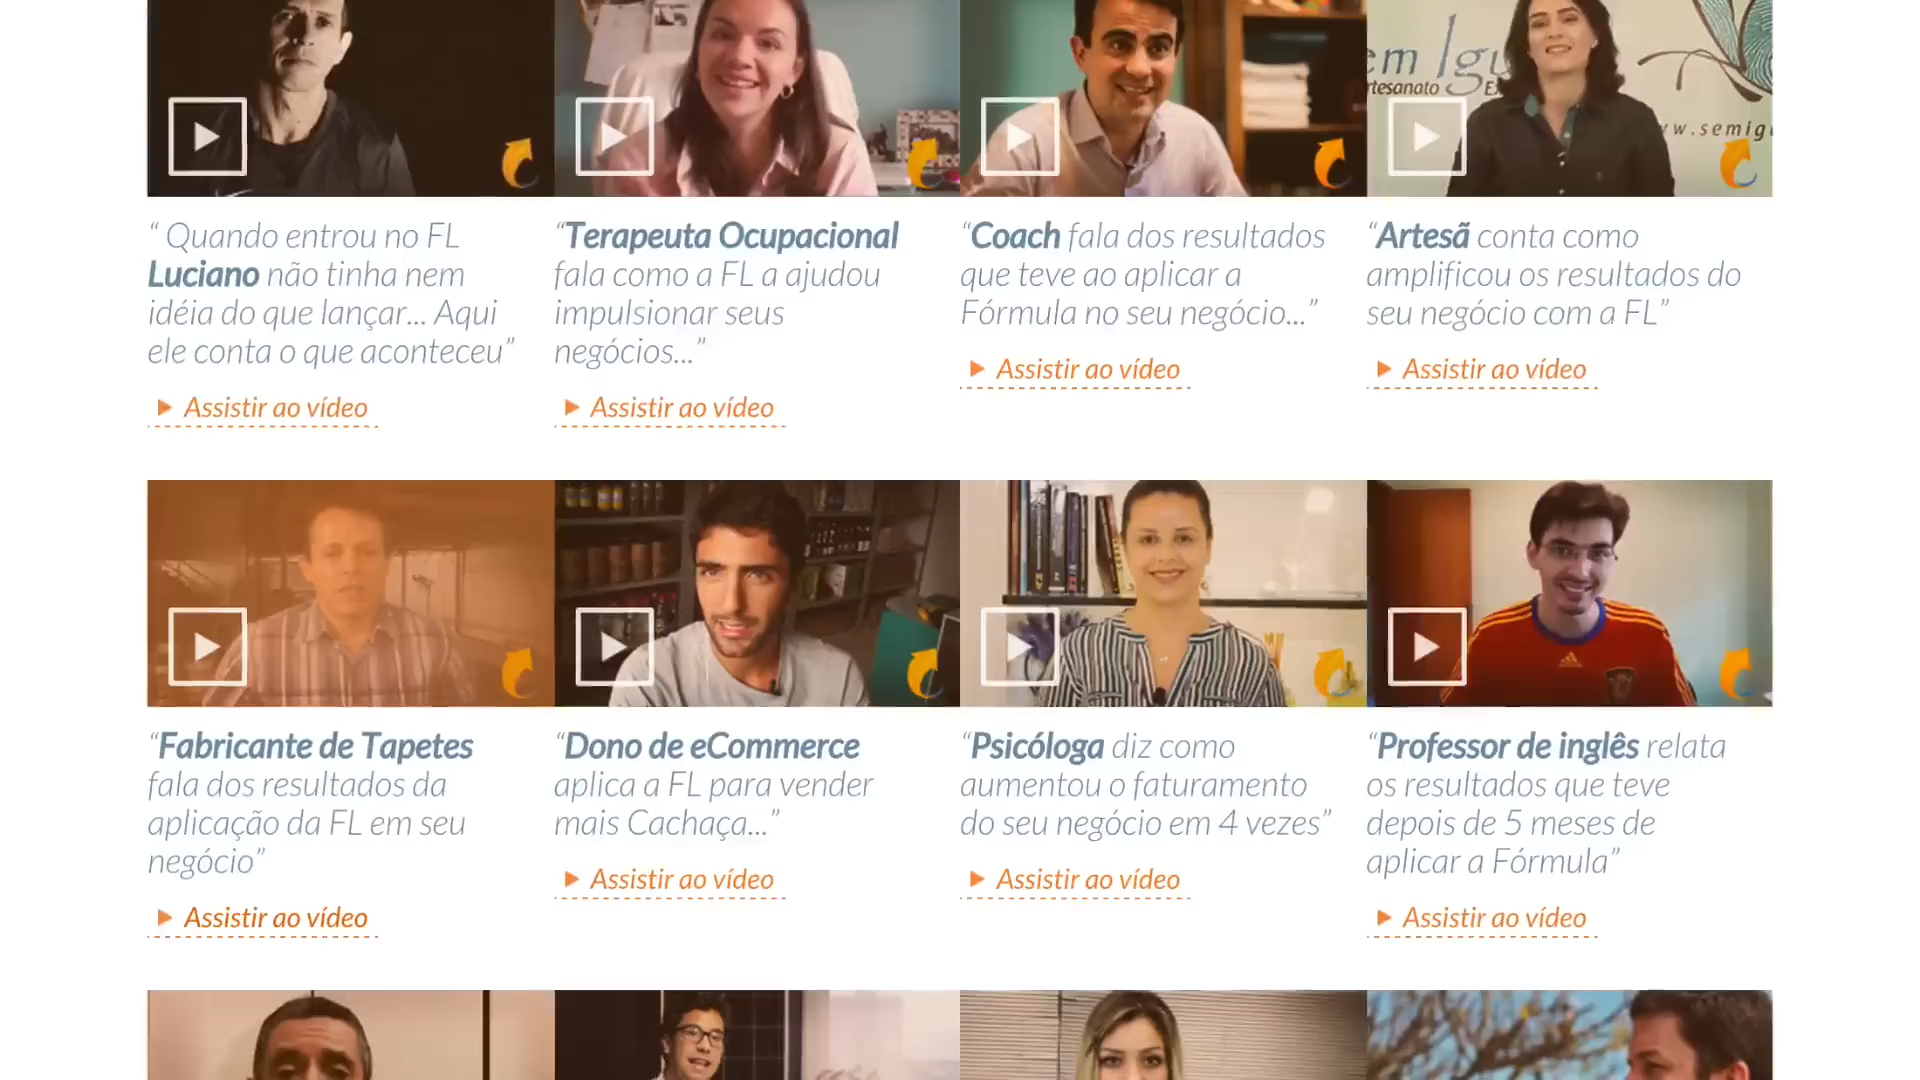 em Igu
rtesanato
w.semigu
“ Quando entrou no FL
Luciano não tinha nem
idéia do que lançar... Aqui
ele conta o que aconteceu”
Assistir ao vídeo
“Terapeuta Ocupacional
fala como a FL a ajudou
impulsionar seus
negócios...”
Assistir ao vídeo
“Coach fala dos resultados
que teve ao aplicar a
Fórmula no seu negócio...”
Assistir ao vídeo
“Artesã conta como
amplificou os resultados do
seu negócio com a FL”
Assistir ao vídeo
“Fabricante de Tapetes
fala dos resultados da
aplicação da FL em seu
negócio”
Assistir ao vídeo
“Dono de eCommerce
aplica a FL para vender
mais Cachaça...”
Assistir ao vídeo
“Psicóloga diz como
aumentou o faturamento
do seu negócio em 4 vezes”
Assistir ao vídeo
“Professor de inglês relata
os resultados que teve
depois de 5 meses de
aplicar a Fórmula”
Assistir ao vídeo